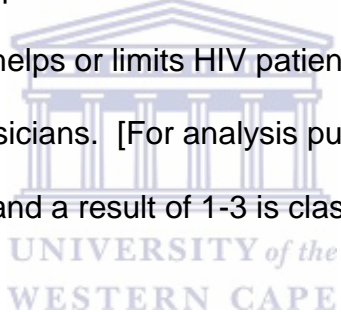 helps or limits HIV patien
sicians. [For analysis pu
and a result of 1-3 is clas
UNIVERSITY of the
WESTERN CAPE